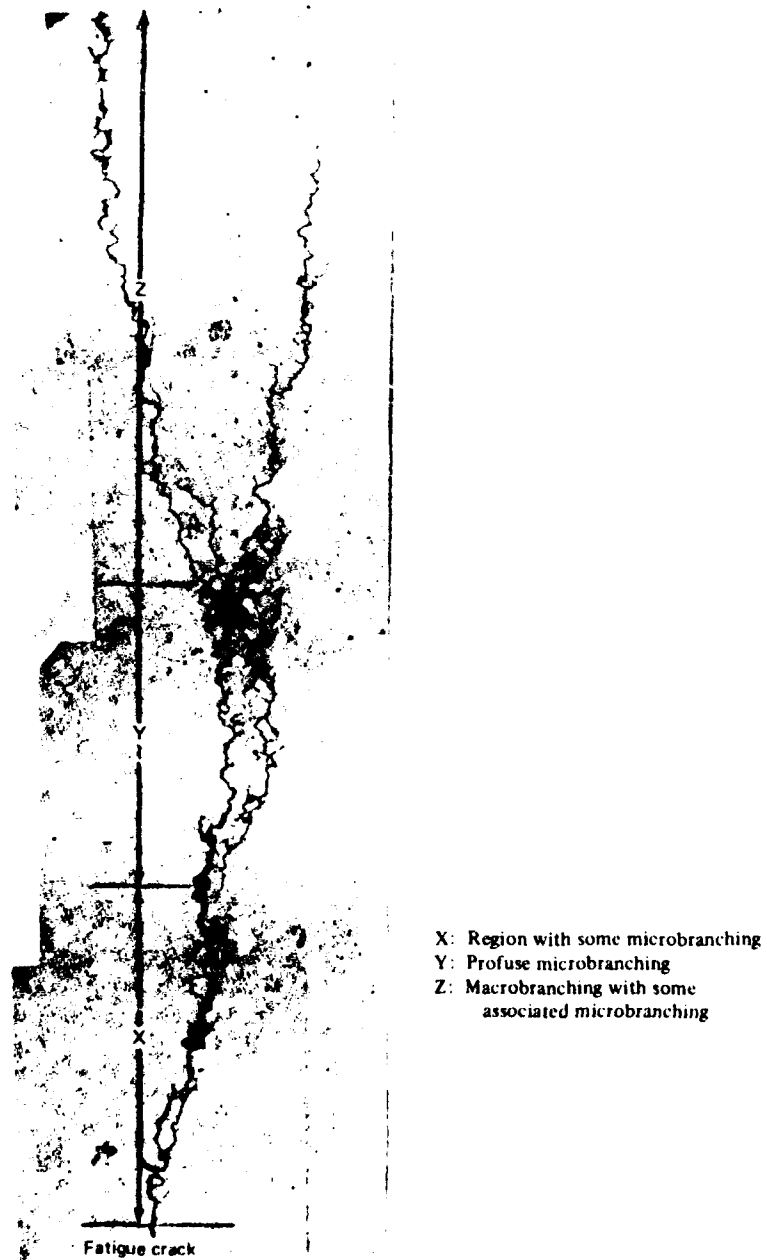 Z
Y
X
Fatigue crack
X: Region with some microbranching
Y: Profuse microbranching
Z: Macrobranching with some
associated microbranching